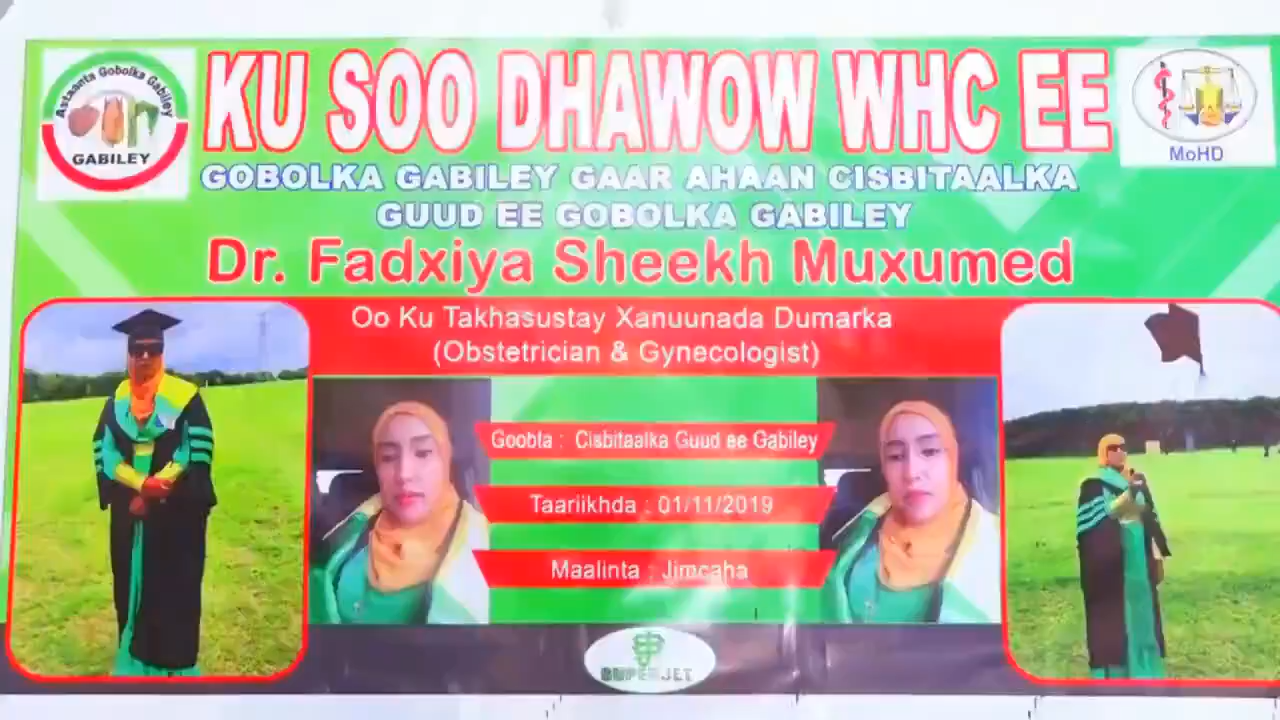 Astaanta Gobolka Gabiley
GABILEY
KU SOO DHAWOW WHC EE
MoHD
GOBOLKA GABILEY GAAR AHAAN CISBITAALKA
GUUD EE GOBOLKA GABILEY
Dr. Fadxiya Sheekh Muxumed
Oo Ku Takhasustay Xanuunada Dumarka
(Obstetrician & Gynecologist)
Goobta : Cisbitaalka Guud ee Gabiley
Taariikhda : 01/11/2019
Maalinta : Jimcaha
SUPERJET